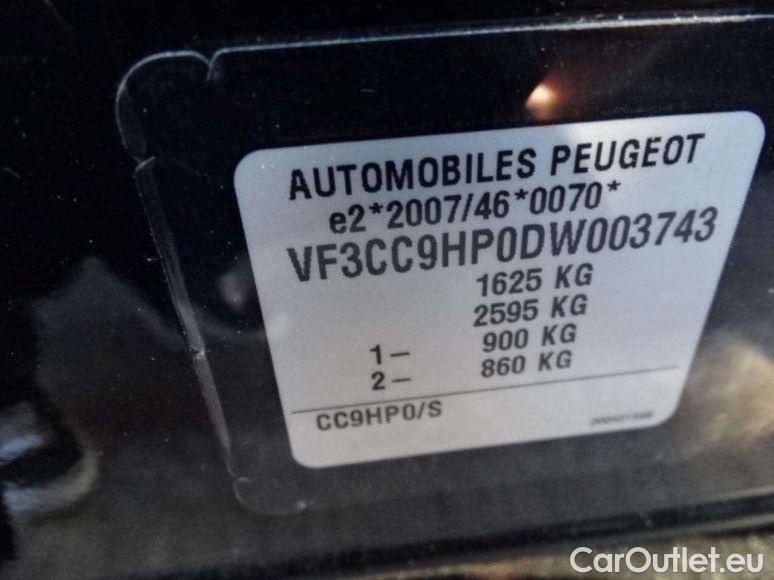 AUTOMOBILES PEUGEOT
e2*2007/46*0070*
VF3CC9HP0DW003743
1625 KG
2595 KG
1– 900 KG
2– 860 KG
CC9HP0/S
CarOutlet.eu